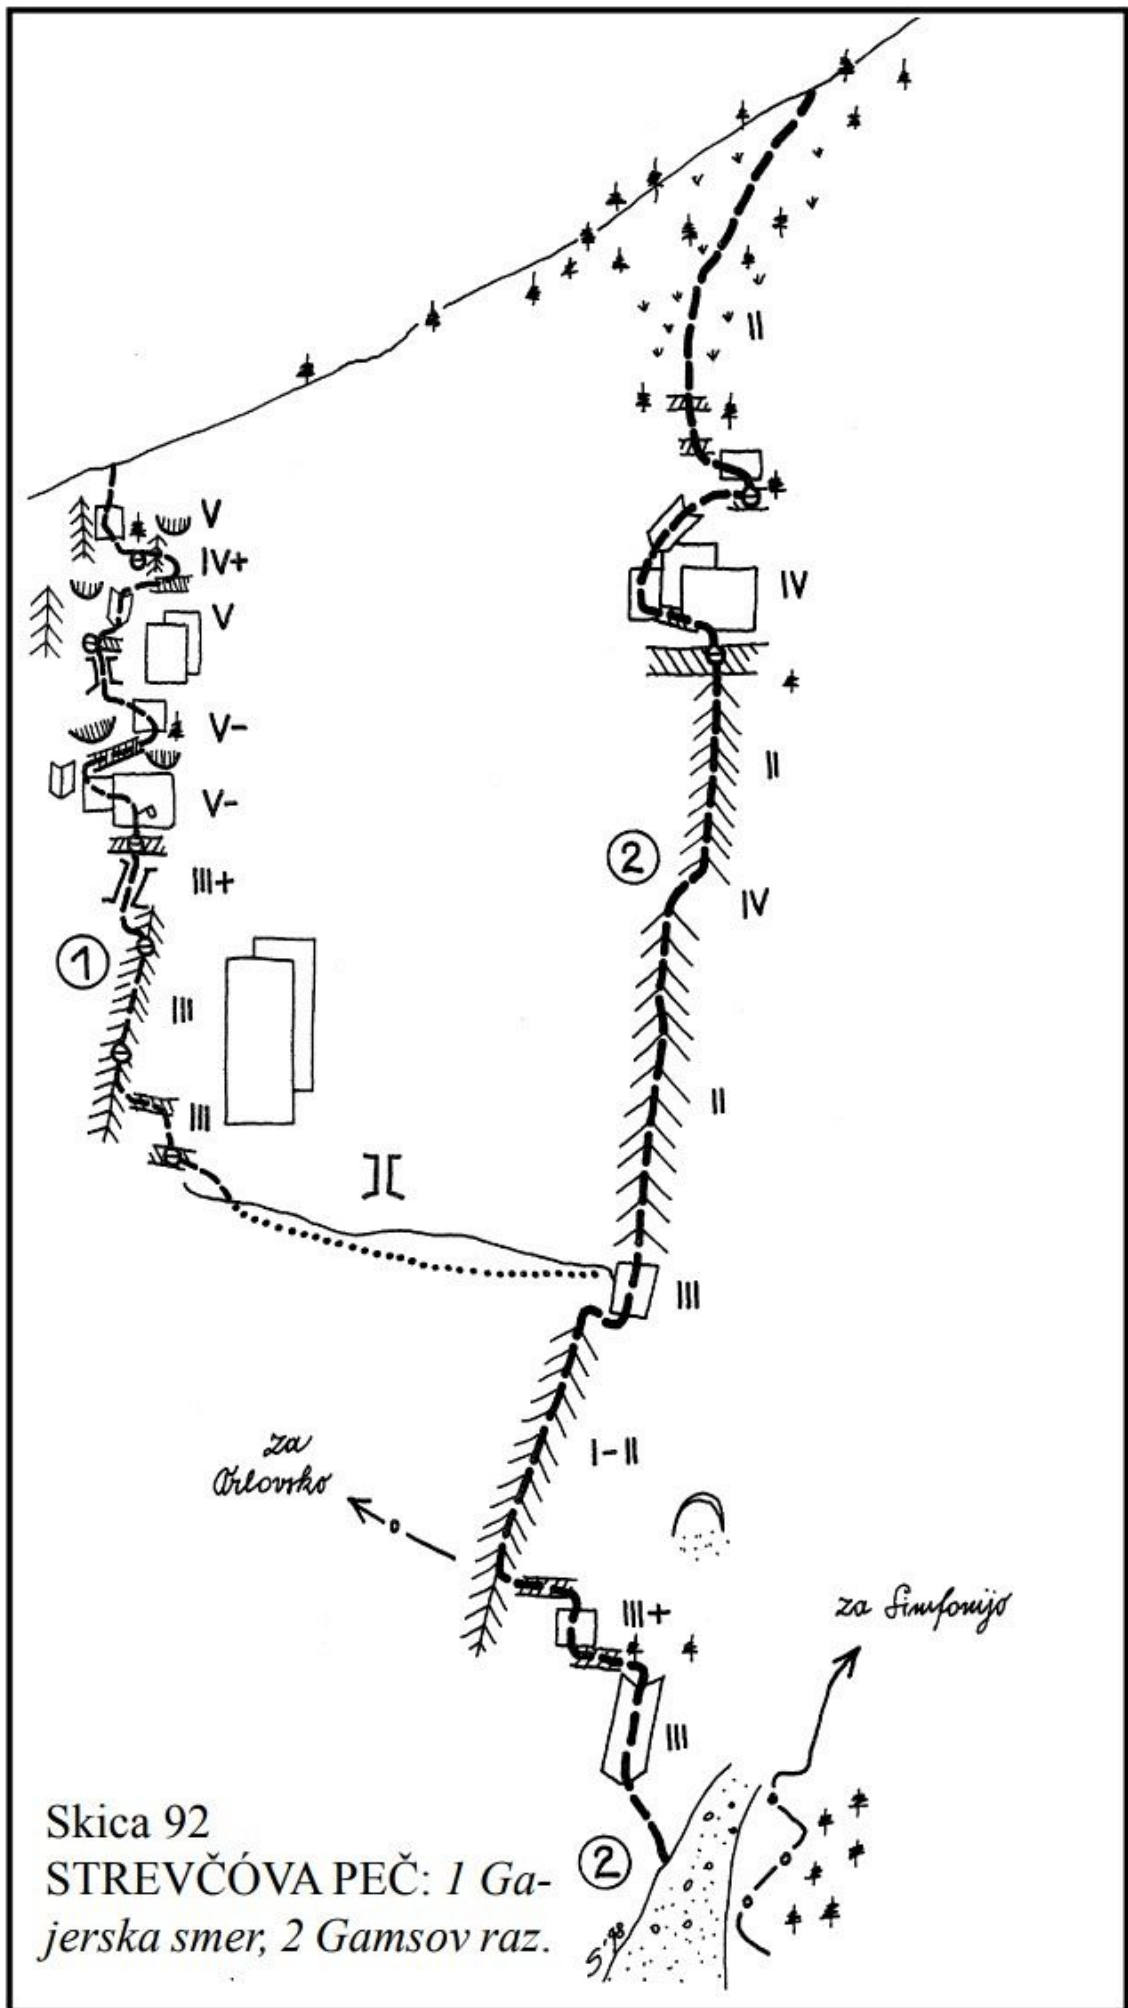 II
V
IV+
V
IV
V-
II
V-
2
IV
III+
1
III
II
III
III
I-II
za
Orlovsko
III+
za Simfonijo
III
2
S '98
Skica 92
STREVČÓVA PEČ: 1 Ga-
jerska smer, 2 Gamsov raz.